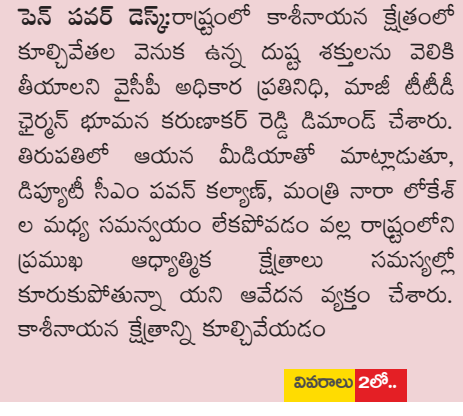 పెన్ పవర్ డెస్క్:రాష్ట్రంలో కాశీనాయన క్షేత్రంలో
కూల్చివేతల వెనుక ఉన్న దుష్ట శక్తులను వెలికి
తీయాలని వైసీపీ అధికార ప్రతినిధి, మాజీ టీటీడీ
ఛైర్మన్ భూమన కరుణాకర్ రెడ్డి డిమాండ్ చేశారు.
తిరుపతిలో ఆయన మీడియాతో మాట్లాడుతూ,
డిప్యూటీ సీఎం పవన్ కల్యాణ్, మంత్రి నారా లోకేశ్
ల మధ్య సమన్వయం లేకపోవడం వల్ల రాష్ట్రంలోని
ప్రముఖ ఆధ్యాత్మిక క్షేత్రాలు సమస్యల్లో
కూరుకుపోతున్నా యని ఆవేదన వ్యక్తం చేశారు.
కాశీనాయన క్షేత్రాన్ని కూల్చివేయడం
వివరాలు 2లో..